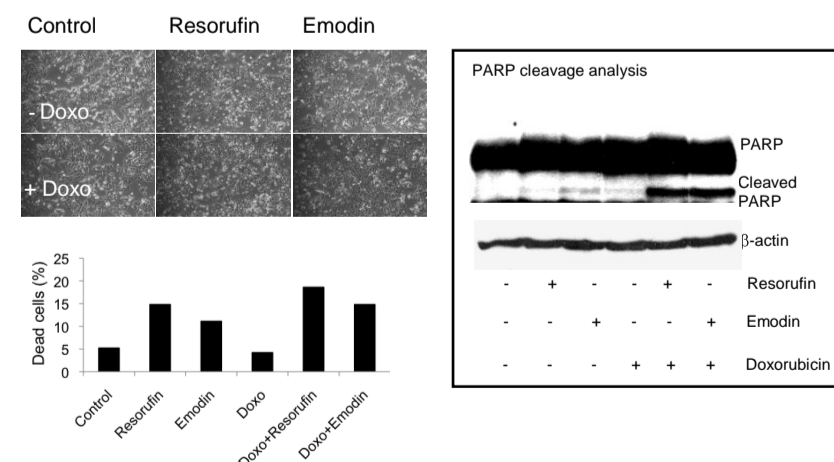 Control Resorufin Emodin
- Doxo
+ Doxo
Dead cells (%)
25
20
15
10
5
0
Control
Resorufin
Emodin
Doxo
Doxo+Resorufin
Doxo+Emodin
PARP cleavage analysis
PARP
Cleaved
PARP
β-actin
- + - - + - Resorufin
- - + - - + Emodin
- - - + + + Doxorubicin